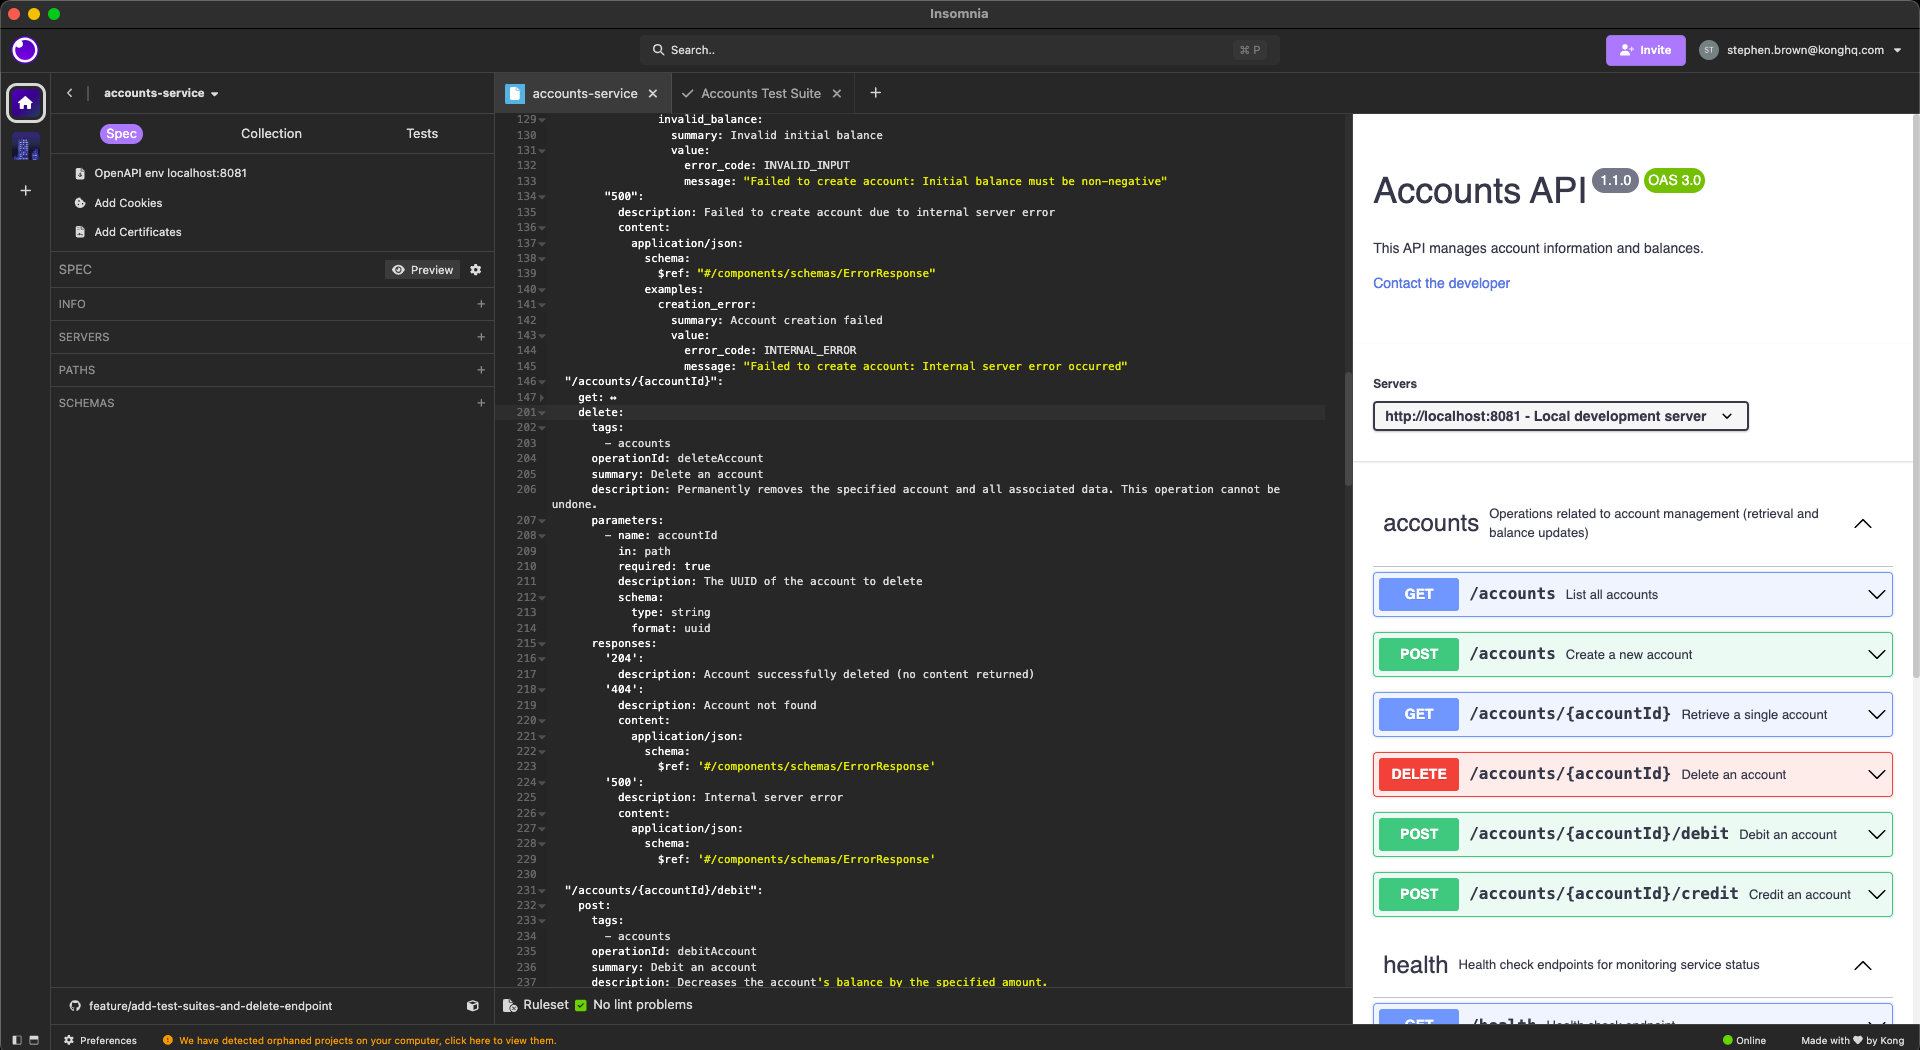 Insomnia
Search..
⌘ P
Invite
ST
stephen.brown@konghq.com
accounts-service
Spec
Collection
Tests
OpenAPI env localhost:8081
Add Cookies
Add Certificates
SPEC
Preview
INFO
+
SERVERS
+
PATHS
+
SCHEMAS
+
feature/add-test-suites-and-delete-endpoint
accounts-service
Accounts Test Suite
129 invalid_balance:
130 summary: Invalid initial balance
131 value:
132 error_code: INVALID_INPUT
133 message: "Failed to create account: Initial balance must be non-negative"
134 "500":
135 description: Failed to create account due to internal server error
136 content:
137 application/json:
138 schema:
139 $ref: "#/components/schemas/ErrorResponse"
140 examples:
141 creation_error:
142 summary: Account creation failed
143 value:
144 error_code: INTERNAL_ERROR
145 message: "Failed to create account: Internal server error occurred"
146 "/accounts/{accountId}":
147 get: ↔
201 delete:
202 tags:
203 - accounts
204 operationId: deleteAccount
205 summary: Delete an account
206 description: Permanently removes the specified account and all associated data. This operation cannot be
undone.
207 parameters:
208 - name: accountId
209 in: path
210 required: true
211 description: The UUID of the account to delete
212 schema:
213 type: string
214 format: uuid
215 responses:
216 '204':
217 description: Account successfully deleted (no content returned)
218 '404':
219 description: Account not found
220 content:
221 application/json:
222 schema:
223 $ref: '#/components/schemas/ErrorResponse'
224 '500':
225 description: Internal server error
226 content:
227 application/json:
228 schema:
229 $ref: '#/components/schemas/ErrorResponse'
230
231 "/accounts/{accountId}/debit":
232 post:
233 tags:
234 - accounts
235 operationId: debitAccount
236 summary: Debit an account
237 description: Decreases the account's balance by the specified amount.
Ruleset
No lint problems
Accounts API
1.1.0
OAS 3.0
This API manages account information and balances.
Contact the developer
Servers
http://localhost:8081 - Local development server
accounts
Operations related to account management (retrieval and
balance updates)
GET /accounts List all accounts
POST /accounts Create a new account
GET /accounts/{accountId} Retrieve a single account
DELETE /accounts/{accountId} Delete an account
POST /accounts/{accountId}/debit Debit an account
POST /accounts/{accountId}/credit Credit an account
health
Health check endpoints for monitoring service status
GET /health Health check endpoint
Preferences
We have detected orphaned projects on your computer, click here to view them.
Online
Made with ♥ by Kong